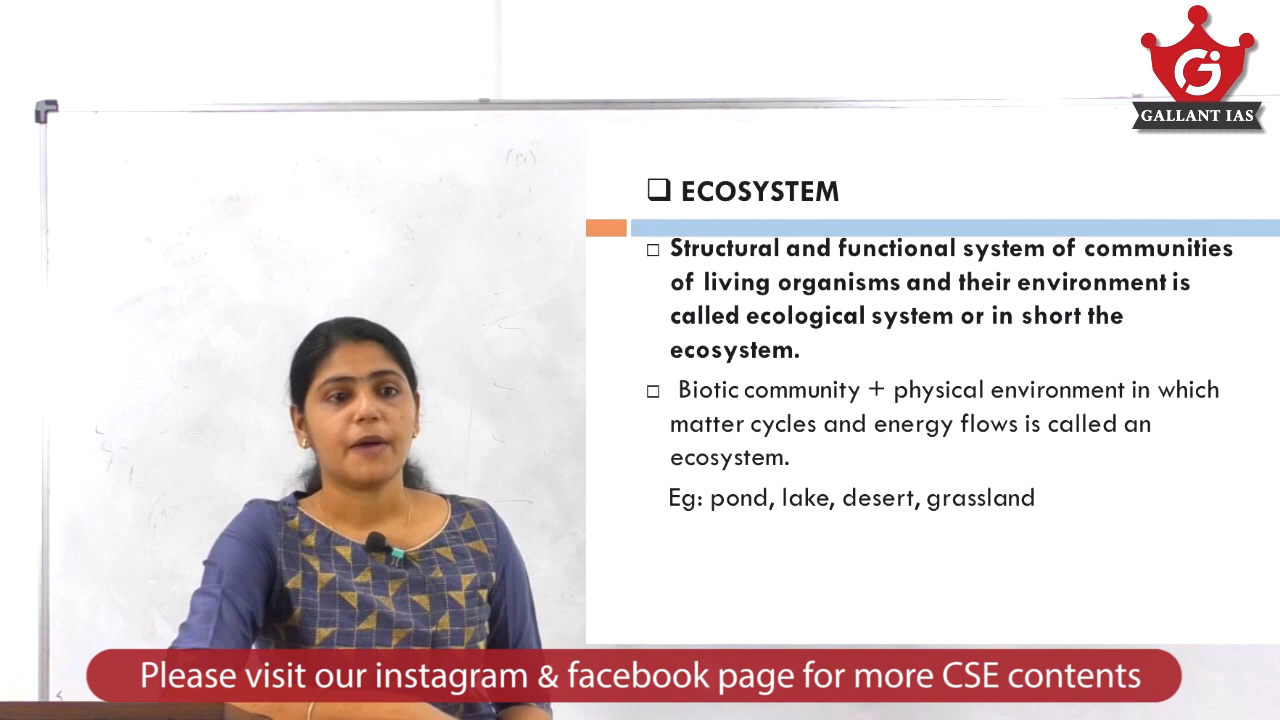 GALLANT IAS
ECOSYSTEM
Structural and functional system of communities
of living organisms and their environment is
called ecological system or in short the
ecosystem.
Biotic community + physical environment in which
matter cycles and energy flows is called an
ecosystem.
Eg: pond, lake, desert, grassland
Please visit our instagram & facebook page for more CSE contents